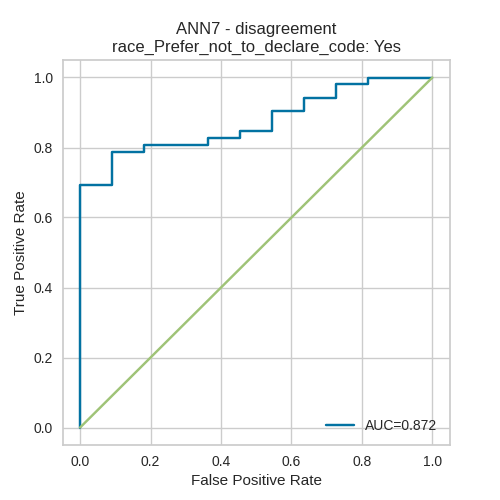 ANN7 - disagreement
race_Prefer_not_to_declare_code: Yes
True Positive Rate
1.0
0.8
0.6
0.4
0.2
0.0
AUC=0.872
0.0 0.2 0.4 0.6 0.8 1.0
False Positive Rate